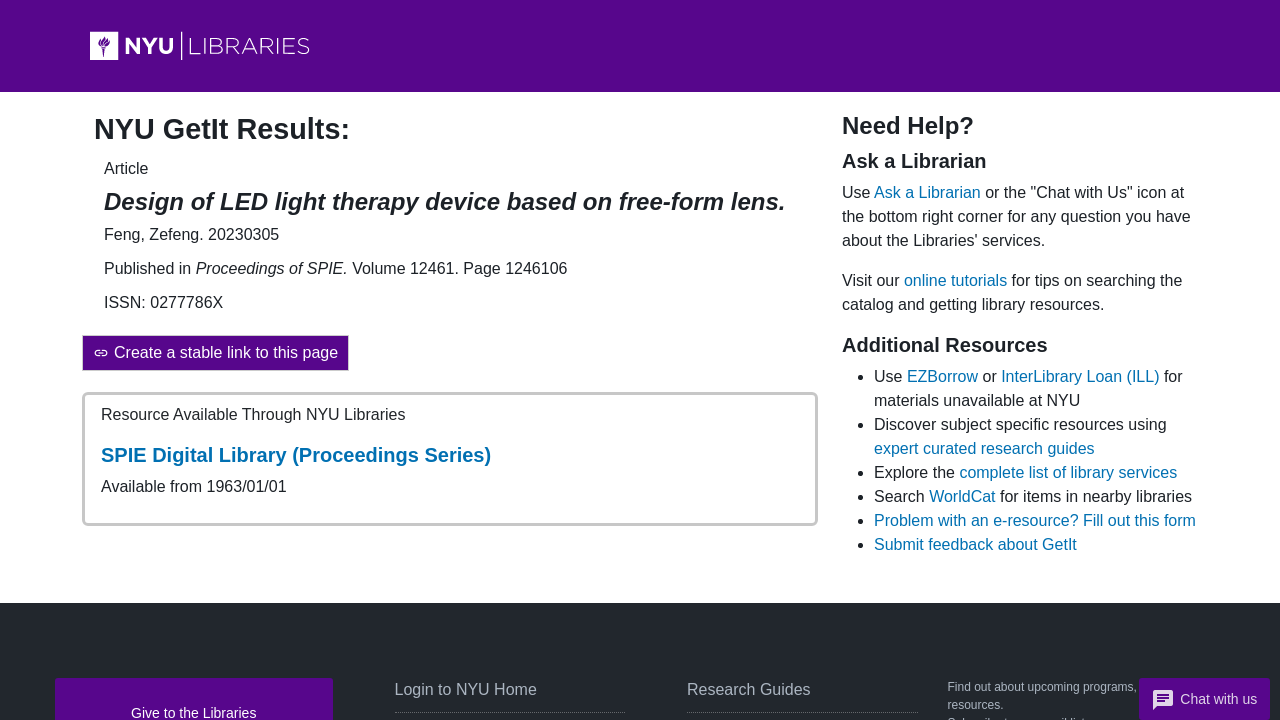 NYU LIBRARIES
NYU GetIt Results:
Article
Design of LED light therapy device based on free-form lens.
Feng, Zefeng. 20230305
Published in Proceedings of SPIE. Volume 12461. Page 1246106
ISSN: 0277786X
Create a stable link to this page
Resource Available Through NYU Libraries
SPIE Digital Library (Proceedings Series)
Available from 1963/01/01
Need Help?
Ask a Librarian
Use Ask a Librarian or the "Chat with Us" icon at
the bottom right corner for any question you have
about the Libraries' services.
Visit our online tutorials for tips on searching the
catalog and getting library resources.
Additional Resources
Use EZBorrow or InterLibrary Loan (ILL) for
materials unavailable at NYU
Discover subject specific resources using
expert curated research guides
Explore the complete list of library services
Search WorldCat for items in nearby libraries
Problem with an e-resource? Fill out this form
Submit feedback about GetIt
Give to the Libraries
Login to NYU Home
Research Guides
Find out about upcoming programs,
resources.
Chat with us